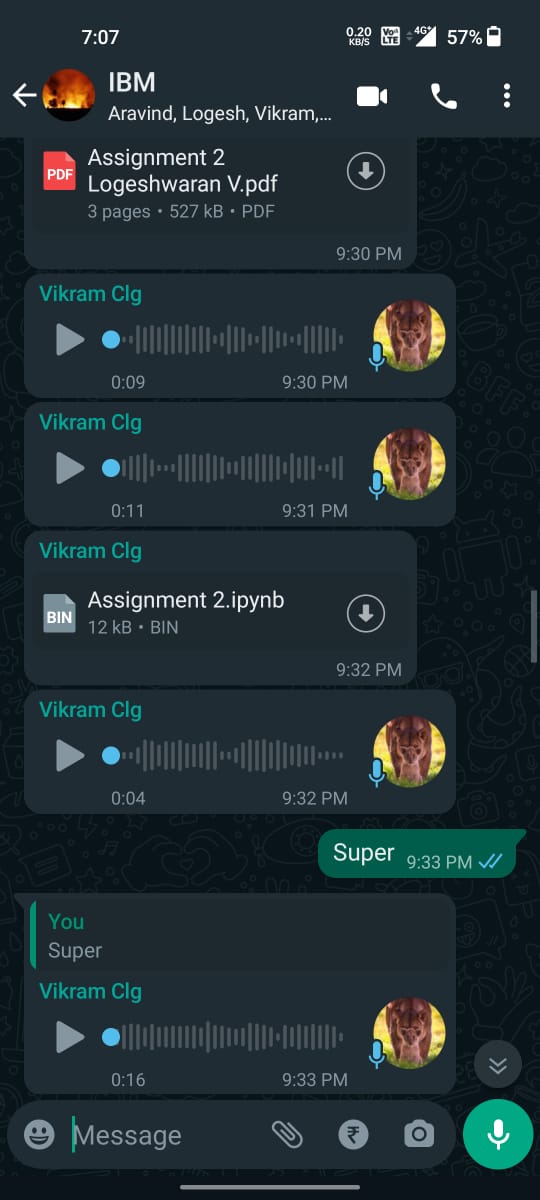 7:07
0.20
KB/S
Vo
LTE
4G+
57%
IBM
Aravind, Logesh, Vikram,...
PDF
Assignment 2
Logeshwaran V.pdf
3 pages • 527 kB • PDF
9:30 PM
Vikram Clg
0:09
9:30 PM
Vikram Clg
0:11
9:31 PM
Vikram Clg
BIN
Assignment 2.ipynb
12 kB • BIN
9:32 PM
Vikram Clg
0:04
9:32 PM
Super
9:33 PM
You
Super
Vikram Clg
0:16
9:33 PM
Message
₹